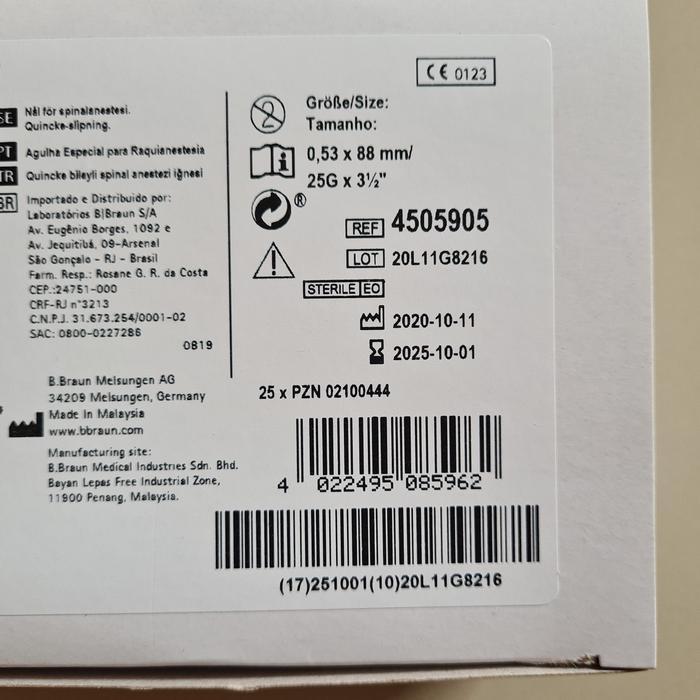 CE 0123
SE Nål för spinalanestesi.
Quincke-slipning.
PT Agulha Especial para Raquianestesia
TR Quincke bileyli spinal anestezi iğnesi
BR Importado e Distribuido por:
Laboratórios B|Braun S/A
Av. Eugênio Borges, 1092 e
Av. Jequitibá, 09-Arsenal
São Gonçalo - RJ - Brasil
Farm. Resp.: Rosane G. R. da Costa
CEP.:24751-000
CRF-RJ n°3213
C.N.P.J. 31.673.254/0001-02
SAC: 0800-0227286
0819
B.Braun Melsungen AG
34209 Melsungen, Germany
Made In Malaysia
www.bbraun.com
Manufacturing site:
B.Braun Medical Industries Sdn. Bhd.
Bayan Lepas Free Industrial Zone,
11900 Penang, Malaysia.
2
Größe/Size:
Tamanho:
0,53 x 88 mm/
25G x 3½"
®
REF 4505905
LOT 20L11G8216
STERILE EO
2020-10-11
2025-10-01
25 x PZN 02100444
4 022495 085962
(17)251001(10)20L11G8216